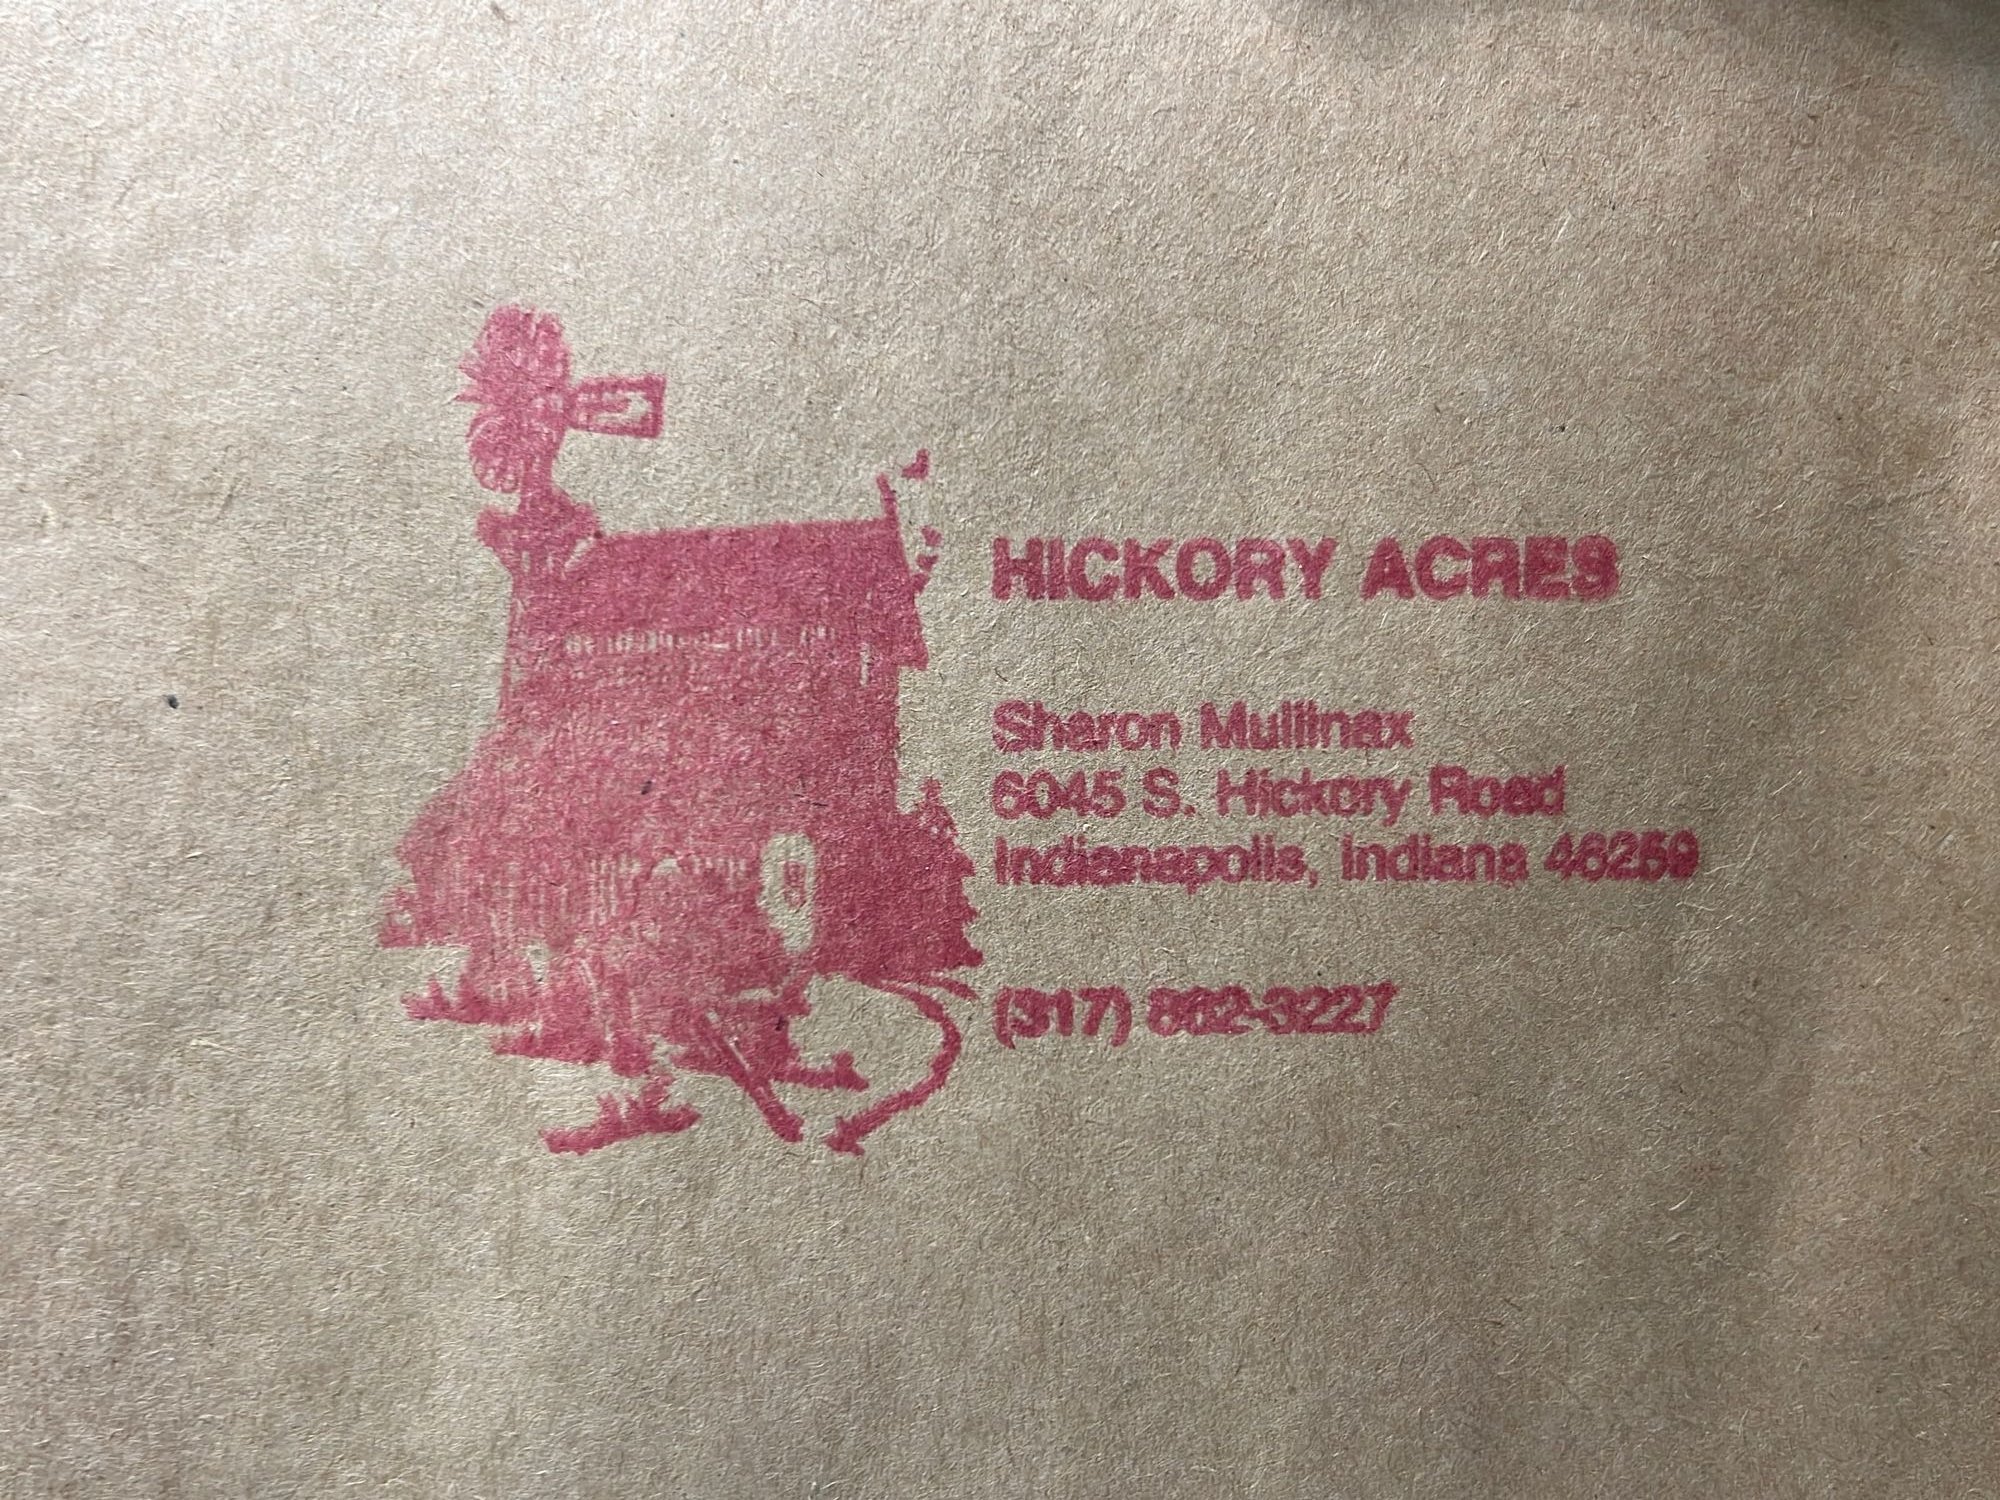 HICKORY ACRES
Sharon Mullinax
6045 S. Hickory Road
Indianapolis, Indiana 46259
(317) 862-3227